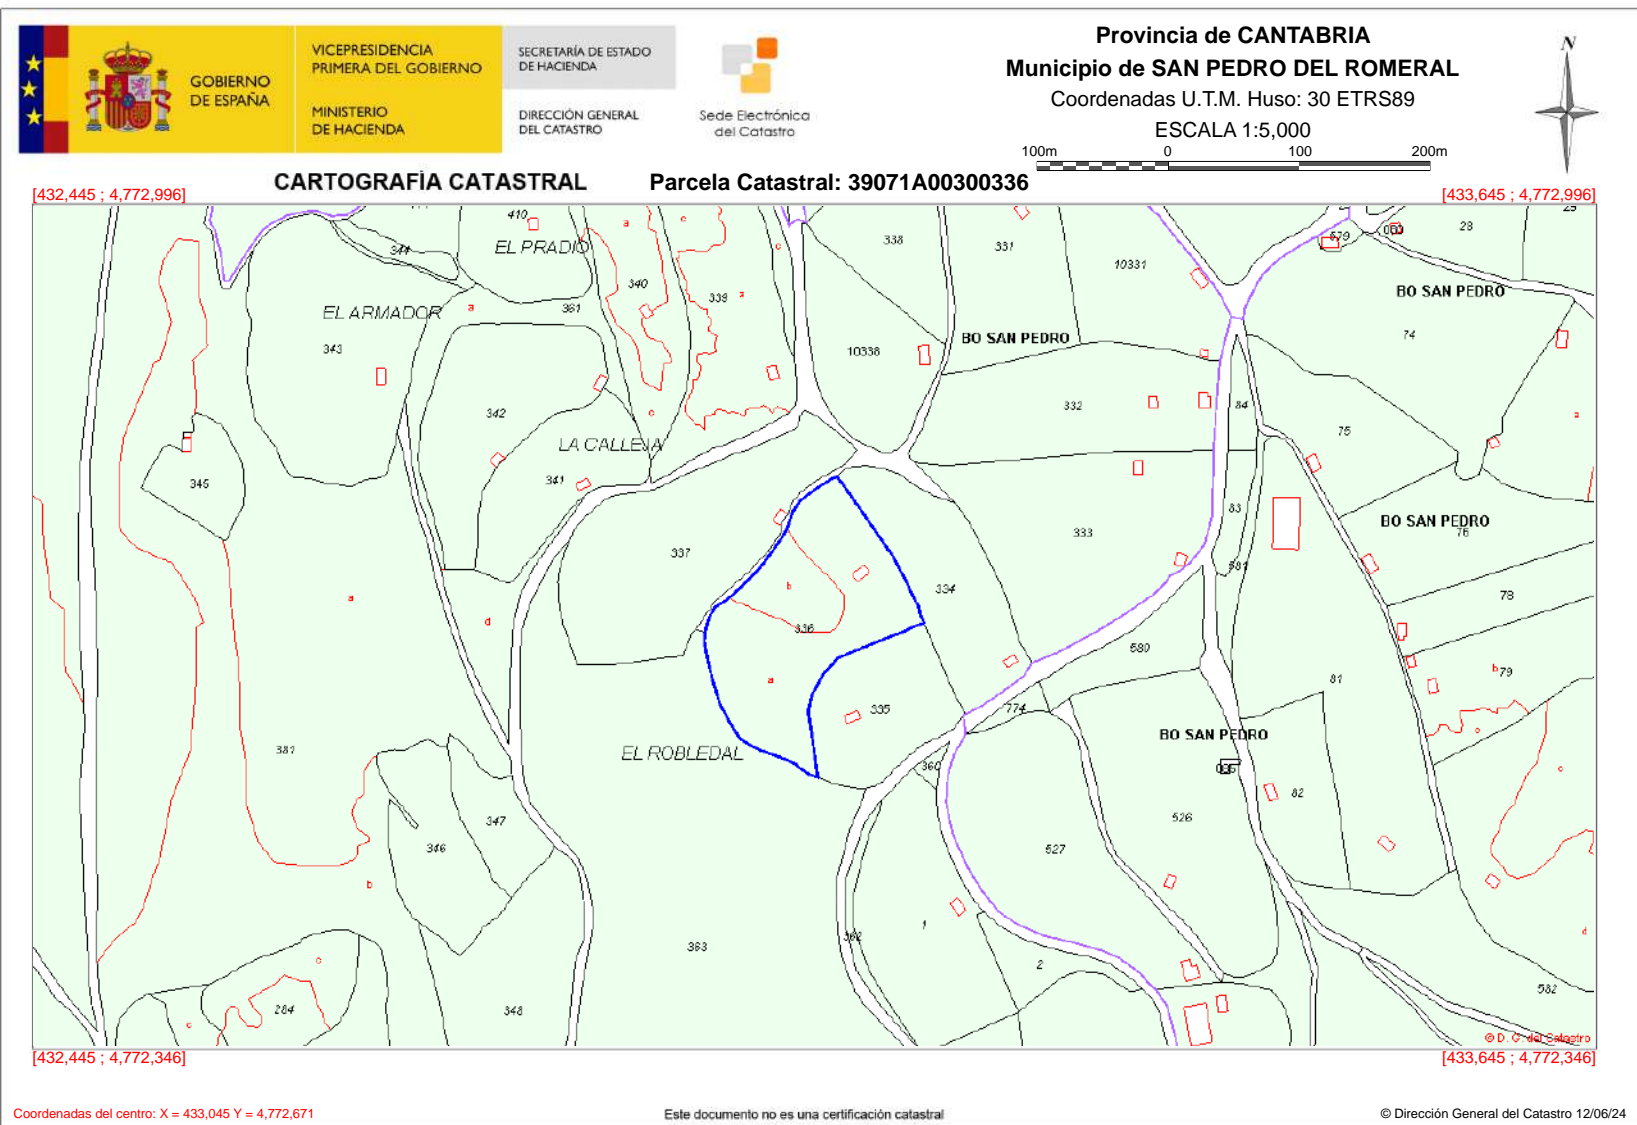 GOBIERNO
DE ESPAÑA
VICEPRESIDENCIA
PRIMERA DEL GOBIERNO
MINISTERIO
DE HACIENDA
SECRETARÍA DE ESTADO
DE HACIENDA
DIRECCIÓN GENERAL
DEL CATASTRO
Sede Electrónica
del Catastro
Provincia de CANTABRIA
Municipio de SAN PEDRO DEL ROMERAL
Coordenadas U.T.M. Huso: 30 ETRS89
ESCALA 1:5,000
100m 0 100 200m
N
CARTOGRAFÍA CATASTRAL
Parcela Catastral: 39071A00300336
[432,445 ; 4,772,996]
[433,645 ; 4,772,996]
410
EL PRADIO
344
a
c
c
340
339
a
338
331
10331
579
28
BO SAN PEDRO
EL ARMADOR
a
361
343
10338
BO SAN PEDRO
74
342
c
332
84
75
a
LA CALLEJA
345
341
337
333
83
BO SAN PEDRO
76
581
a
b
334
78
d
336
580
a
335
774
81
b
79
381
EL ROBLEDAL
BO SAN PEDRO
c
360
82
c
347
346
526
527
b
363
362
1
2
d
c
284
c
348
582
© D. G. del Catastro
[432,445 ; 4,772,346]
[433,645 ; 4,772,346]
Coordenadas del centro: X = 433,045 Y = 4,772,671
Este documento no es una certificación catastral
© Dirección General del Catastro 12/06/24